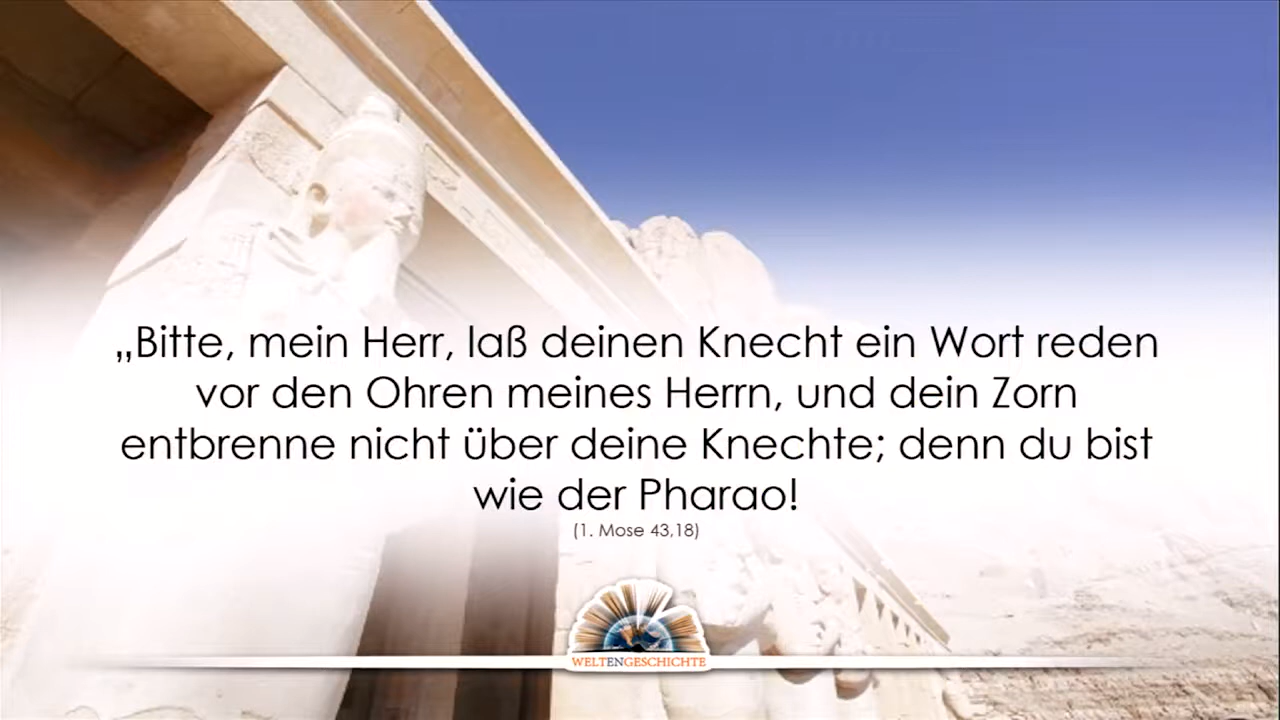 „Bitte, mein Herr, laß deinen Knecht ein Wort reden
vor den Ohren meines Herrn, und dein Zorn
entbrenne nicht über deine Knechte; denn du bist
wie der Pharao!
(1. Mose 43,18)
WELTENGESCHICHTE